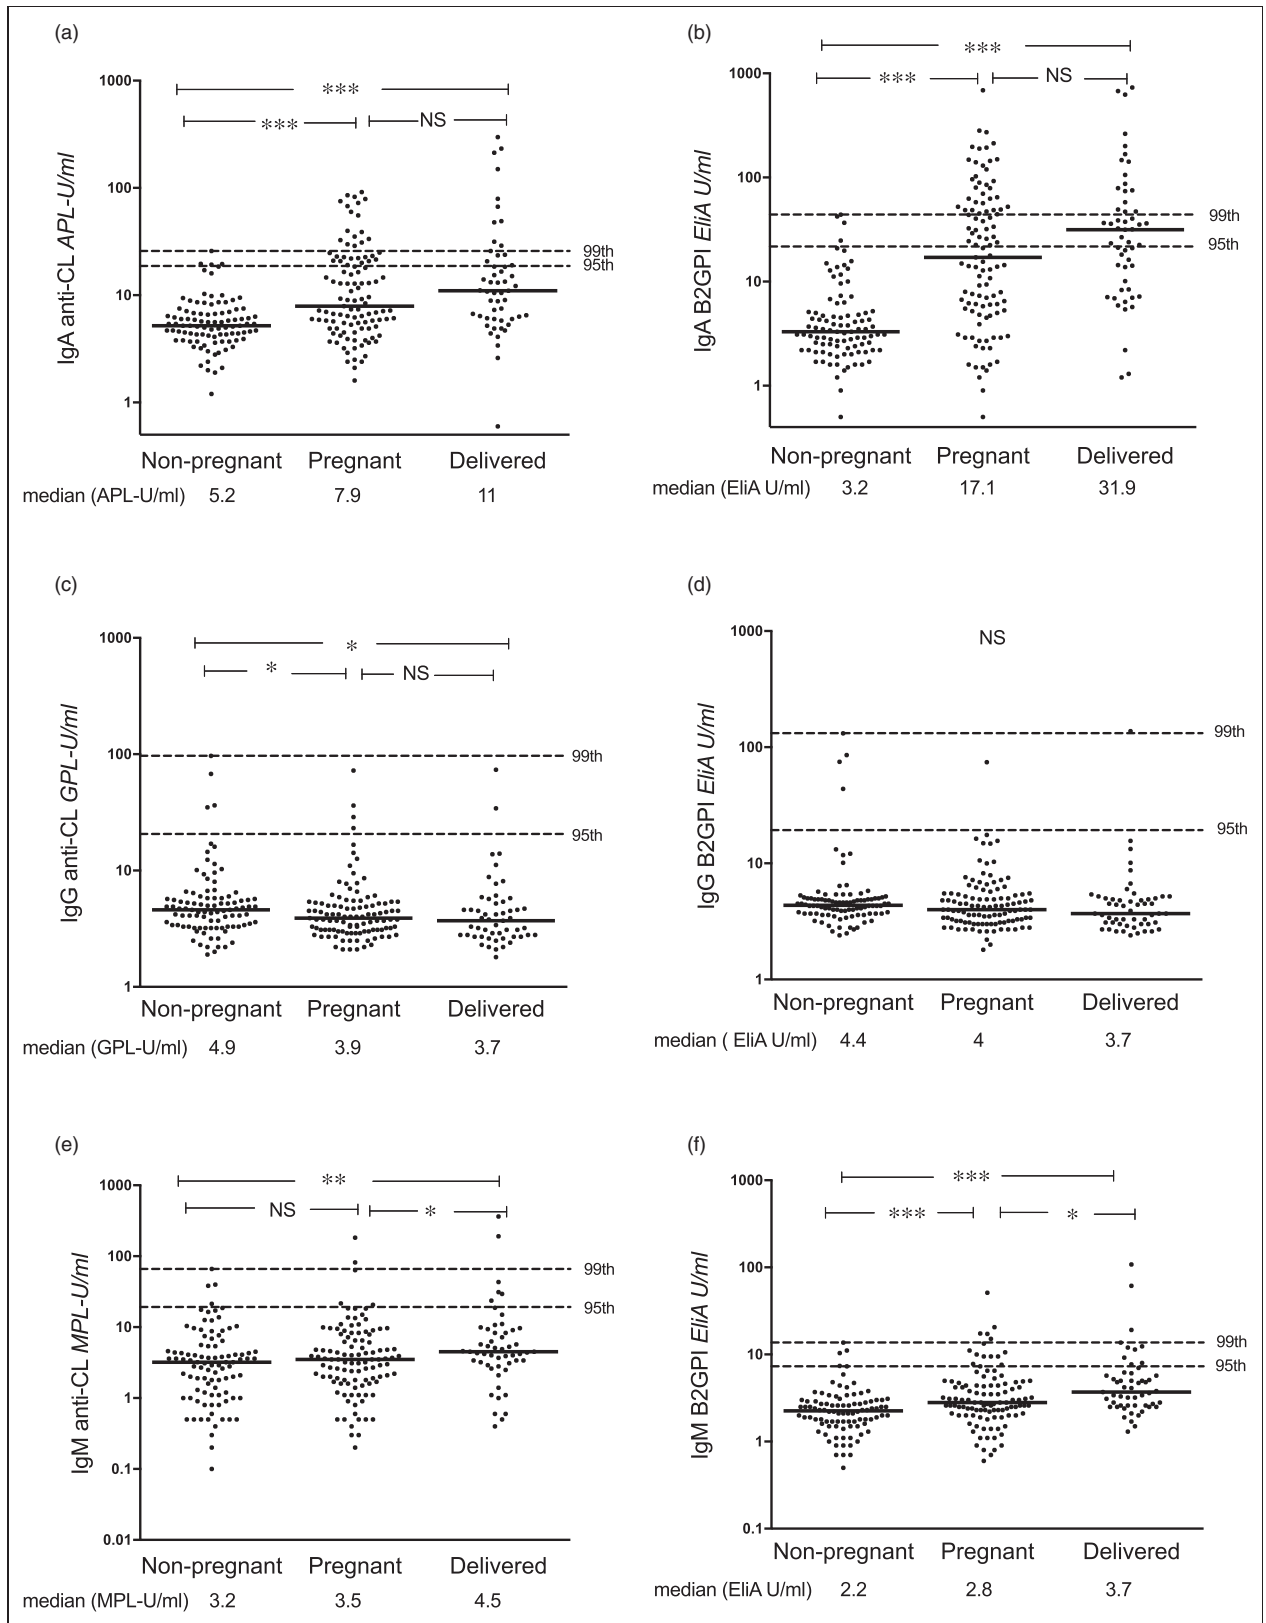 (a)
1000
100
10
1
IgA anti-CL APL-U/ml
***
*** NS
99th
95th
Non-pregnant Pregnant Delivered
median (APL-U/ml) 5.2 7.9 11
(b)
1000
100
10
1
IgA B2GPI EliA U/ml
***
*** NS
99th
95th
Non-pregnant Pregnant Delivered
median (EliA U/ml) 3.2 17.1 31.9
(c)
1000
100
10
1
IgG anti-CL GPL-U/ml
*
* NS
99th
95th
Non-pregnant Pregnant Delivered
median (GPL-U/ml) 4.9 3.9 3.7
(d)
1000
100
10
1
IgG B2GPI EliA U/ml
NS
99th
95th
Non-pregnant Pregnant Delivered
median ( EliA U/ml) 4.4 4 3.7
(e)
1000
100
10
1
0.1
0.01
IgM anti-CL MPL-U/ml
**
NS *
99th
95th
Non-pregnant Pregnant Delivered
median (MPL-U/ml) 3.2 3.5 4.5
(f)
1000
100
10
1
0.1
IgM B2GPI EliA U/ml
***
*** *
99th
95th
Non-pregnant Pregnant Delivered
median (EliA U/ml) 2.2 2.8 3.7